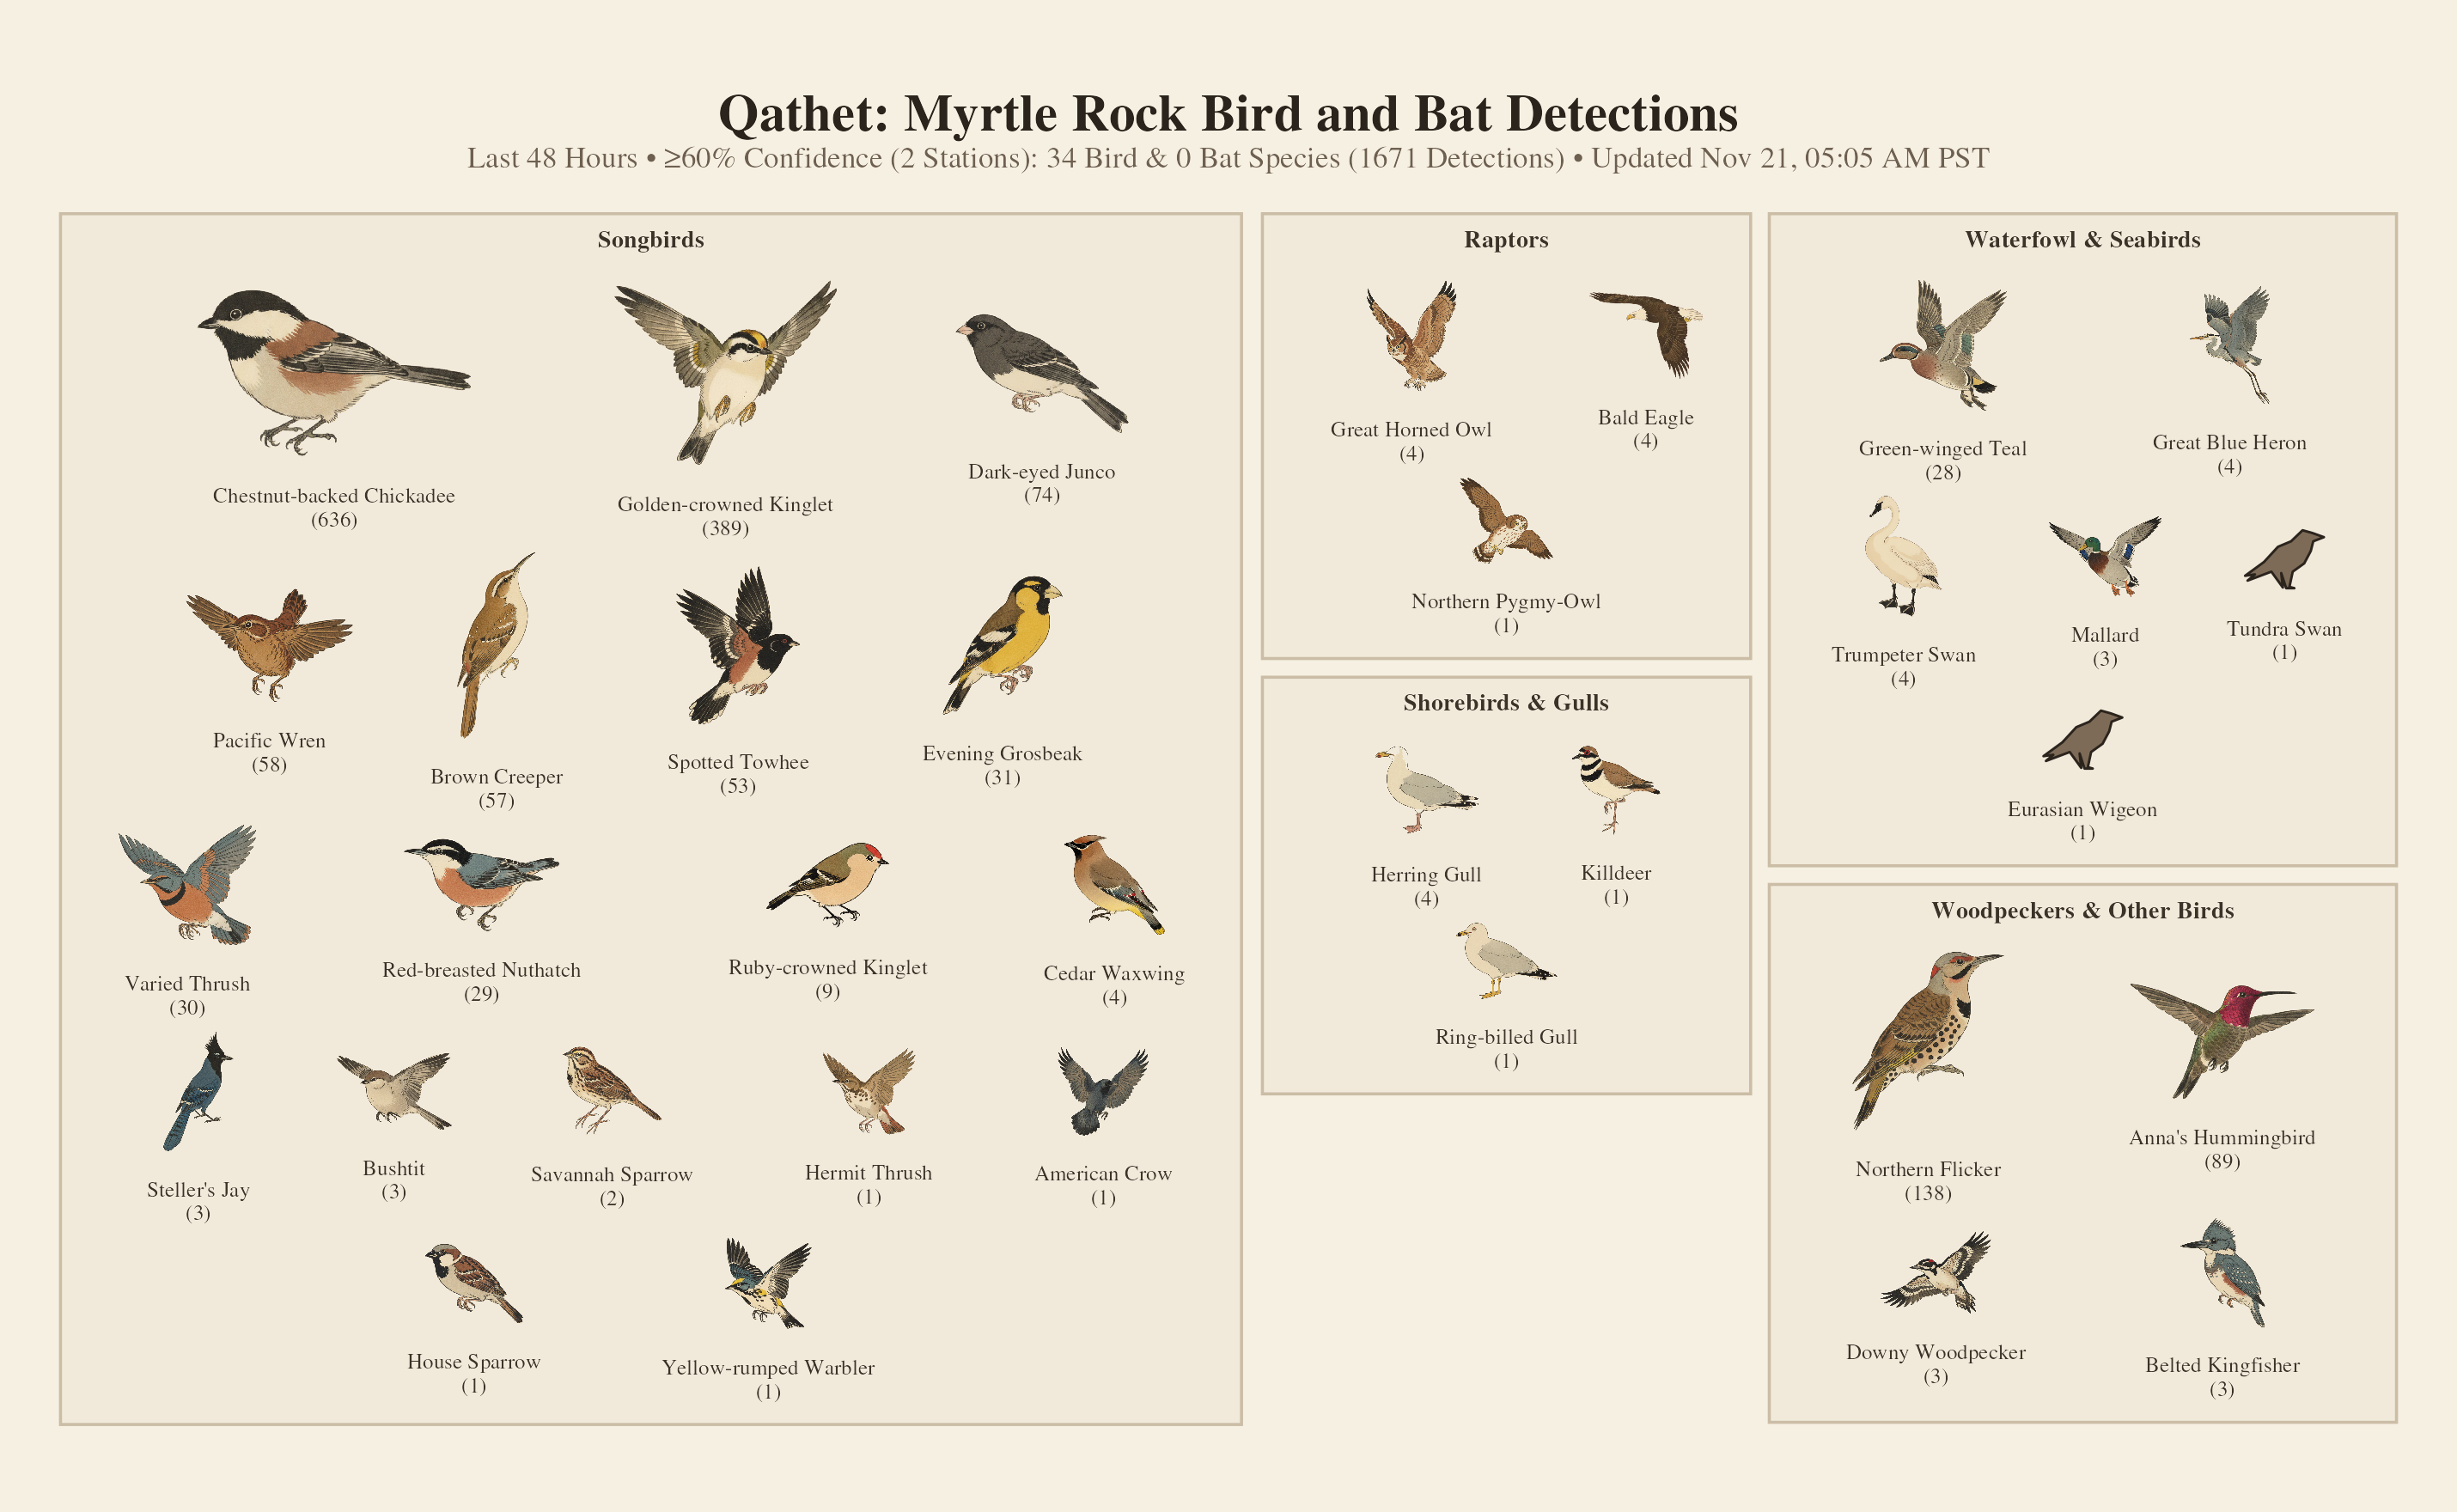 Qathet: Myrtle Rock Bird and Bat Detections
Last 48 Hours • ≥60% Confidence (2 Stations): 34 Bird & 0 Bat Species (1671 Detections) • Updated Nov 21, 05:05 AM PST
Songbirds
Chestnut-backed Chickadee
(636)
Golden-crowned Kinglet
(389)
Dark-eyed Junco
(74)
Pacific Wren
(58)
Brown Creeper
(57)
Spotted Towhee
(53)
Evening Grosbeak
(31)
Varied Thrush
(30)
Red-breasted Nuthatch
(29)
Ruby-crowned Kinglet
(9)
Cedar Waxwing
(4)
Steller's Jay
(3)
Bushtit
(3)
Savannah Sparrow
(2)
Hermit Thrush
(1)
American Crow
(1)
House Sparrow
(1)
Yellow-rumped Warbler
(1)
Raptors
Great Horned Owl
(4)
Bald Eagle
(4)
Northern Pygmy-Owl
(1)
Shorebirds & Gulls
Herring Gull
(4)
Killdeer
(1)
Ring-billed Gull
(1)
Waterfowl & Seabirds
Green-winged Teal
(28)
Great Blue Heron
(4)
Trumpeter Swan
(4)
Mallard
(3)
Tundra Swan
(1)
Eurasian Wigeon
(1)
Woodpeckers & Other Birds
Northern Flicker
(138)
Anna's Hummingbird
(89)
Downy Woodpecker
(3)
Belted Kingfisher
(3)